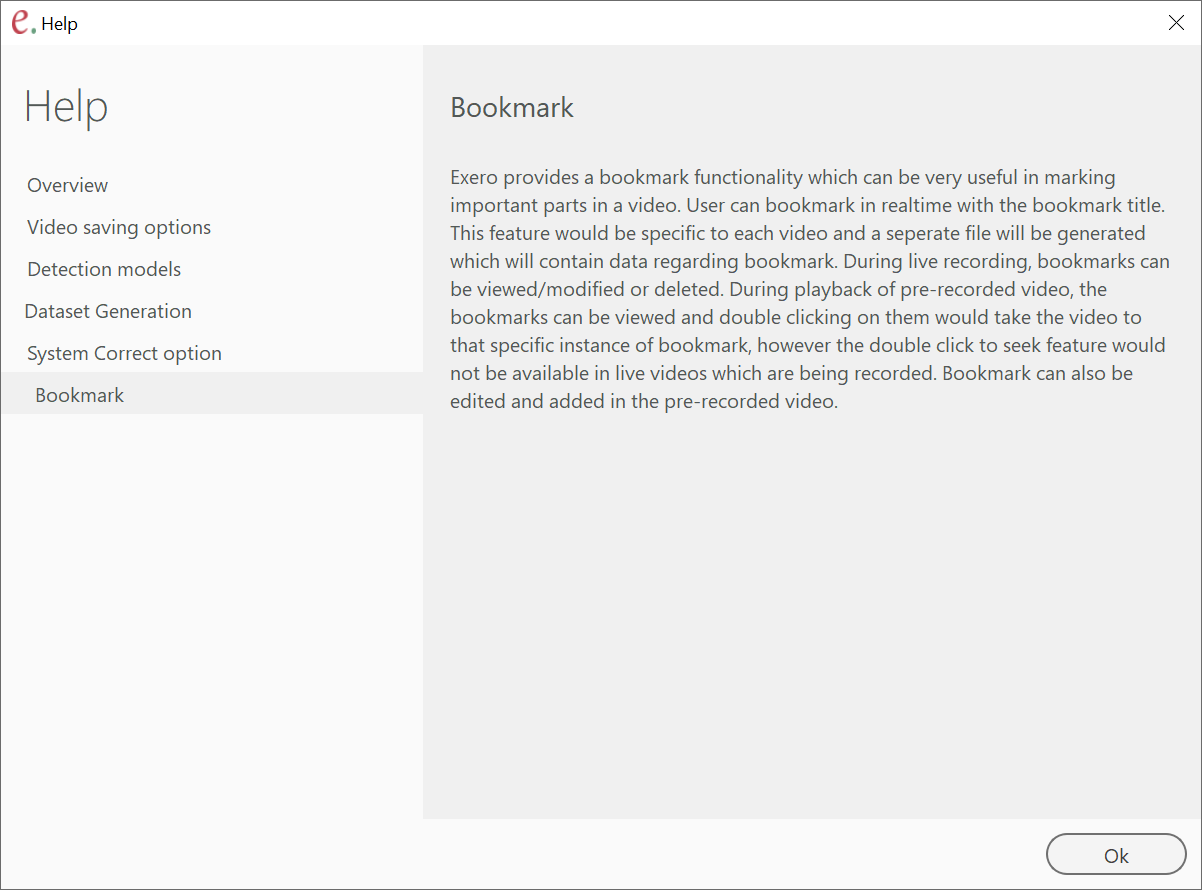 e. Help
Help
Overview
Video saving options
Detection models
Dataset Generation
System Correct option
Bookmark
Bookmark
Exero provides a bookmark functionality which can be very useful in marking
important parts in a video. User can bookmark in realtime with the bookmark title.
This feature would be specific to each video and a seperate file will be generated
which will contain data regarding bookmark. During live recording, bookmarks can
be viewed/modified or deleted. During playback of pre-recorded video, the
bookmarks can be viewed and double clicking on them would take the video to
that specific instance of bookmark, however the double click to seek feature would
not be available in live videos which are being recorded. Bookmark can also be
edited and added in the pre-recorded video.
Ok